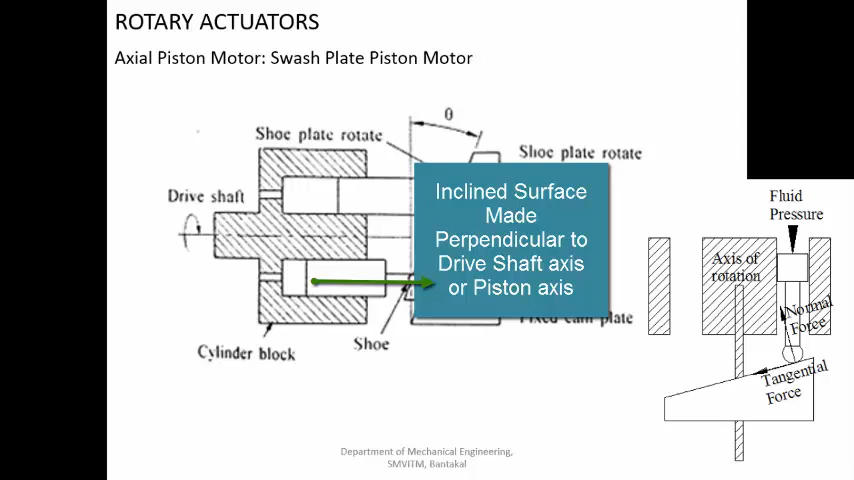 ROTARY ACTUATORS
Axial Piston Motor: Swash Plate Piston Motor
θ
Shoe plate rotate
Shoe plate rotate
Drive shaft
Inclined Surface
Made
Perpendicular to
Drive Shaft axis
or Piston axis
Fixed cam plate
Shoe
Cylinder block
Fluid
Pressure
Axis of
rotation
Normal
Force
Tangential
Force
Department of Mechanical Engineering,
SMVITM, Bantakal